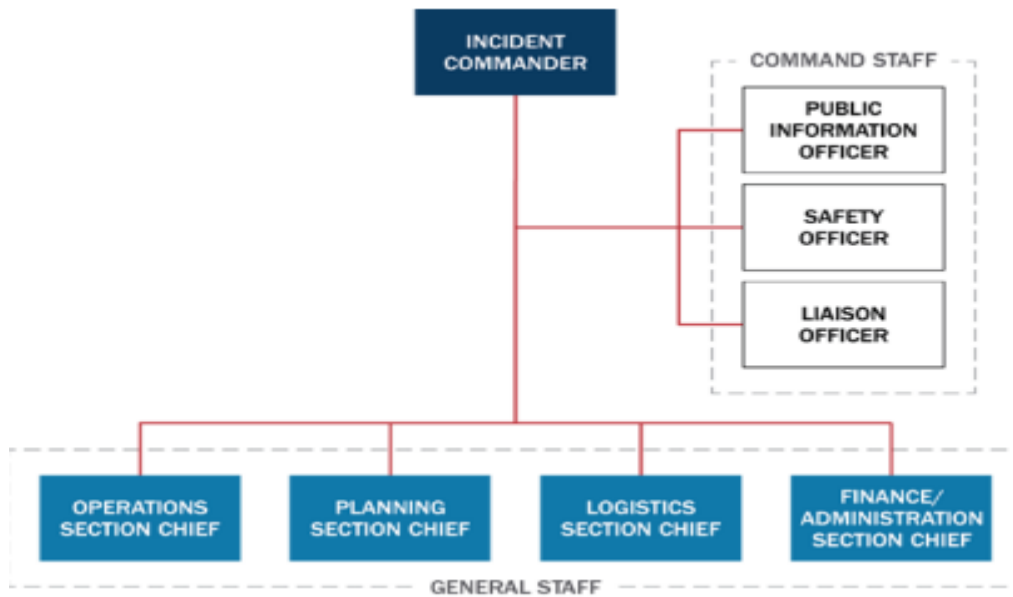 INCIDENT
COMMANDER
COMMAND STAFF
PUBLIC
INFORMATION
OFFICER
SAFETY
OFFICER
LIAISON
OFFICER
OPERATIONS
SECTION CHIEF
PLANNING
SECTION CHIEF
LOGISTICS
SECTION CHIEF
FINANCE/
ADMINISTRATION
SECTION CHIEF
GENERAL STAFF